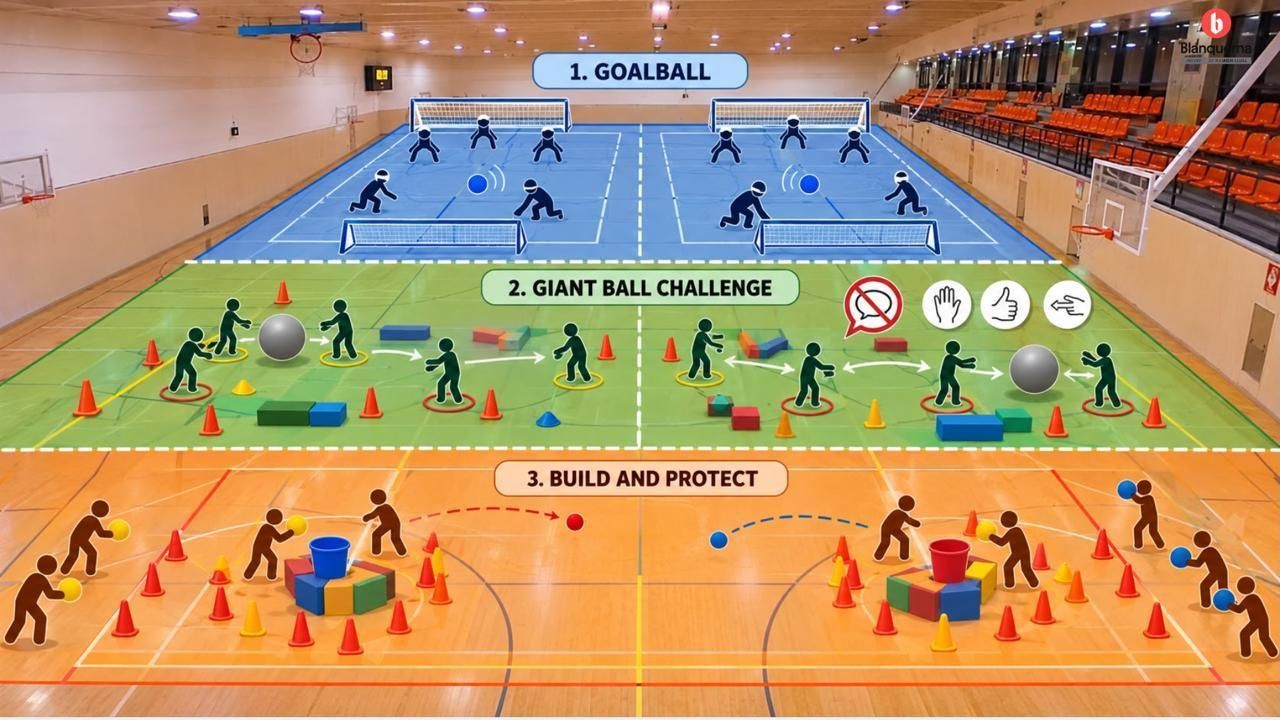 b
Blanquerna
1. GOALBALL
2. GIANT BALL CHALLENGE
3. BUILD AND PROTECT